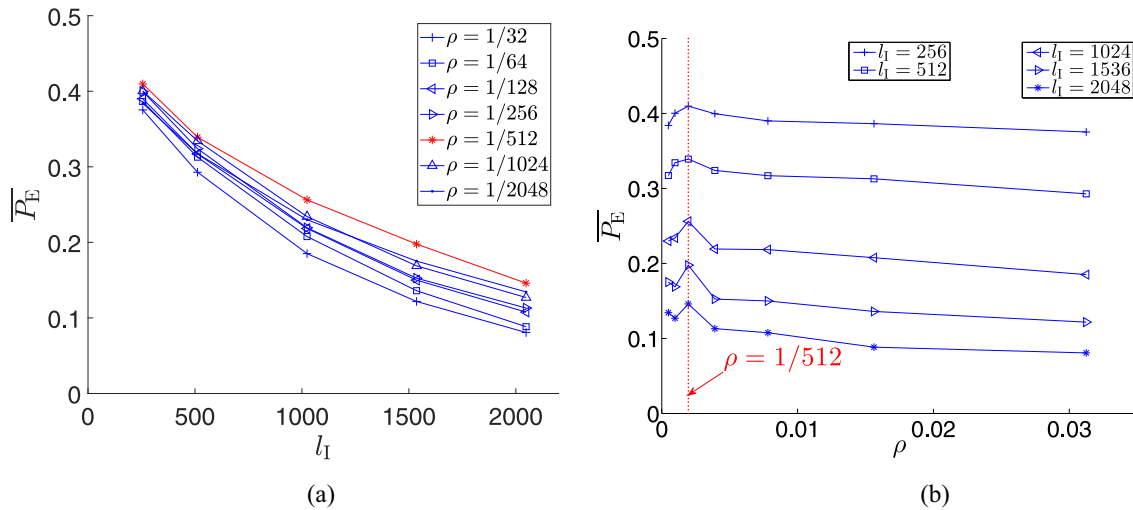 0.5
0.4
0.3
0.2
0.1
0
0 500 1000 1500 2000
P_E
l_I
ρ = 1/32
ρ = 1/64
ρ = 1/128
ρ = 1/256
ρ = 1/512
ρ = 1/1024
ρ = 1/2048
(a)
0.5
0.4
0.3
0.2
0.1
0
0 0.01 0.02 0.03
P_E
ρ
l_I = 256
l_I = 512
l_I = 1024
l_I = 1536
l_I = 2048
ρ = 1/512
(b)